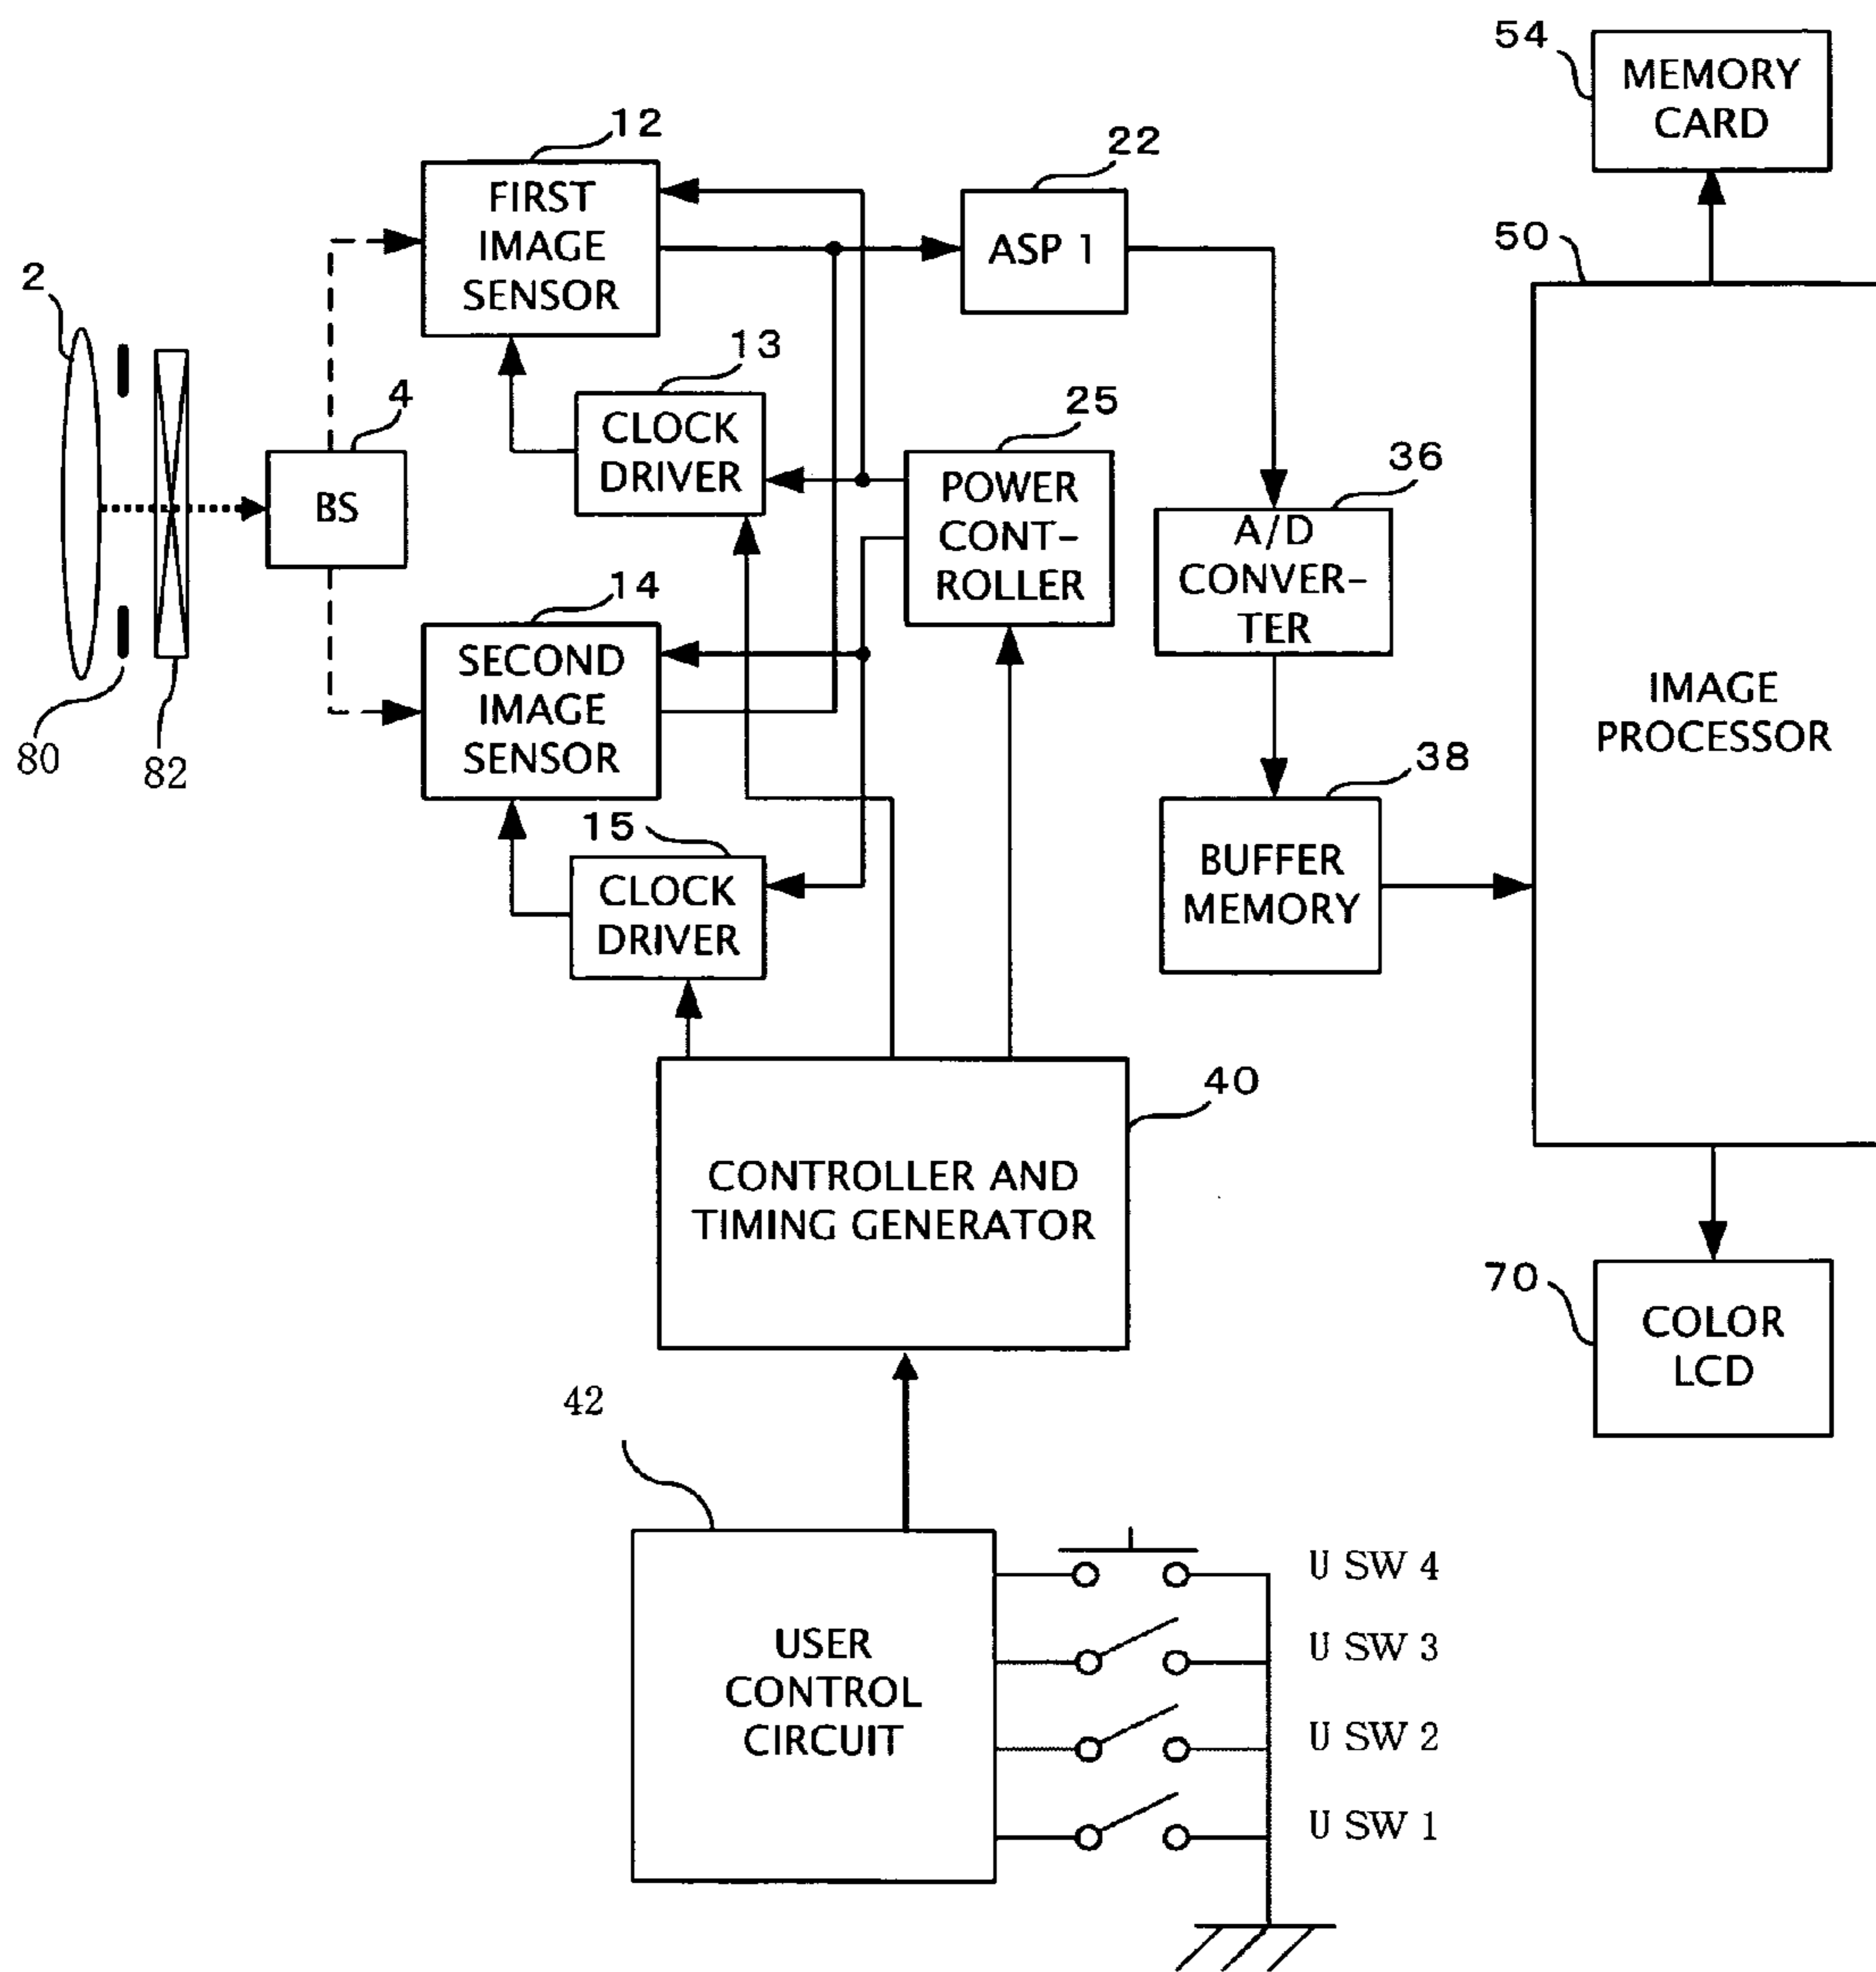 54
MEMORY
CARD
12
22
FIRST
IMAGE
SENSOR
ASP 1
50
2
13
CLOCK
DRIVER
25
4
BS
POWER
CONT-
ROLLER
36
A/D
CONVER-
TER
14
SECOND
IMAGE
SENSOR
IMAGE
PROCESSOR
80
82
38
15
CLOCK
DRIVER
BUFFER
MEMORY
40
CONTROLLER AND
TIMING GENERATOR
70
COLOR
LCD
42
USER
CONTROL
CIRCUIT
U SW 4
U SW 3
U SW 2
U SW 1